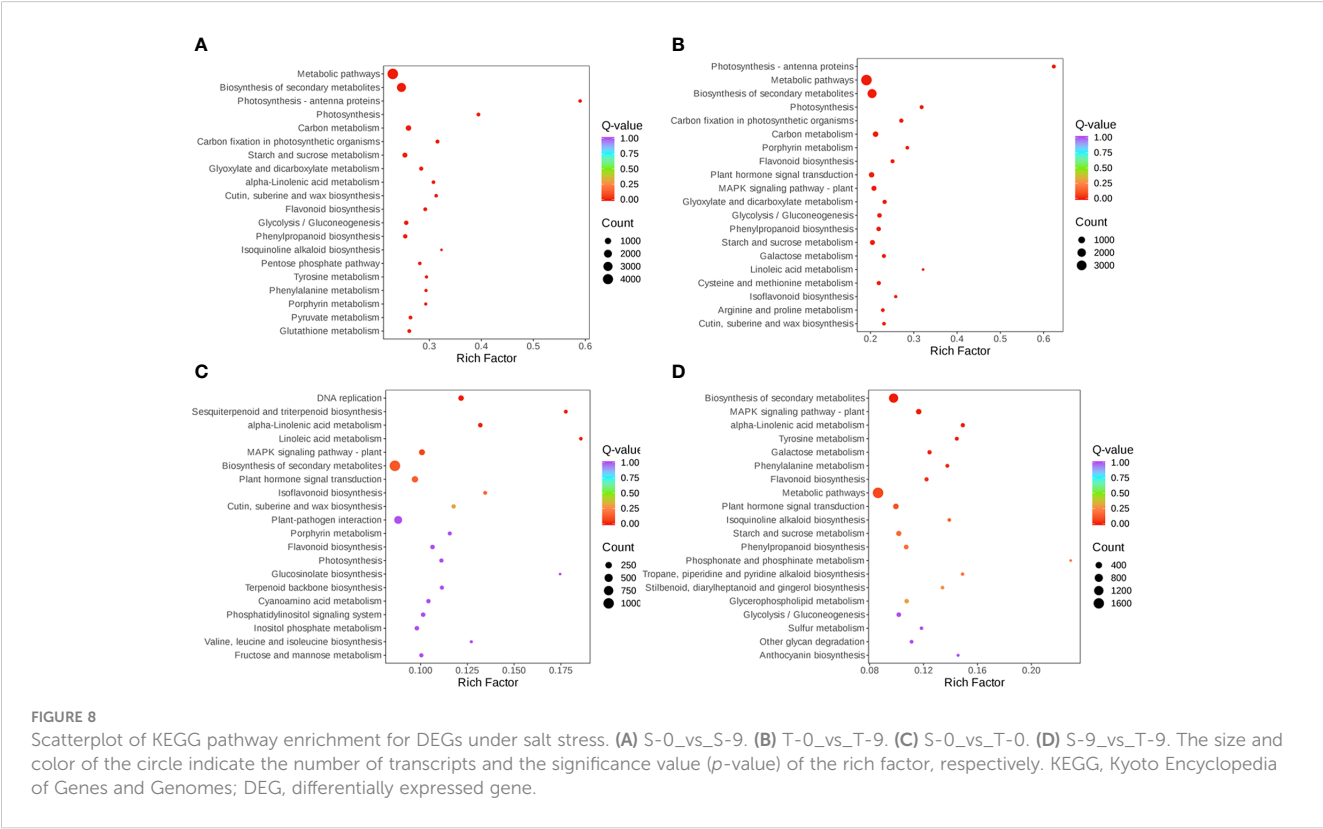 A
Metabolic pathways
Biosynthesis of secondary metabolites
Photosynthesis - antenna proteins
Photosynthesis
Carbon metabolism
Carbon fixation in photosynthetic organisms
Starch and sucrose metabolism
Glyoxylate and dicarboxylate metabolism
alpha-Linolenic acid metabolism
Cutin, suberine and wax biosynthesis
Flavonoid biosynthesis
Glycolysis / Gluconeogenesis
Phenylpropanoid biosynthesis
Isoquinoline alkaloid biosynthesis
Pentose phosphate pathway
Tyrosine metabolism
Phenylalanine metabolism
Porphyrin metabolism
Pyruvate metabolism
Glutathione metabolism
0.3 0.4 0.5 0.6
Rich Factor
Q-value
1.00
0.75
0.50
0.25
0.00
Count
1000
2000
3000
4000
B
Photosynthesis - antenna proteins
Metabolic pathways
Biosynthesis of secondary metabolites
Photosynthesis
Carbon fixation in photosynthetic organisms
Carbon metabolism
Porphyrin metabolism
Flavonoid biosynthesis
Plant hormone signal transduction
MAPK signaling pathway - plant
Glyoxylate and dicarboxylate metabolism
Glycolysis / Gluconeogenesis
Phenylpropanoid biosynthesis
Starch and sucrose metabolism
Galactose metabolism
Linoleic acid metabolism
Cysteine and methionine metabolism
Isoflavonoid biosynthesis
Arginine and proline metabolism
Cutin, suberine and wax biosynthesis
0.2 0.3 0.4 0.5 0.6
Rich Factor
Q-value
1.00
0.75
0.50
0.25
0.00
Count
1000
2000
3000
C
DNA replication
Sesquiterpenoid and triterpenoid biosynthesis
alpha-Linolenic acid metabolism
Linoleic acid metabolism
MAPK signaling pathway - plant
Biosynthesis of secondary metabolites
Plant hormone signal transduction
Isoflavonoid biosynthesis
Cutin, suberine and wax biosynthesis
Plant-pathogen interaction
Porphyrin metabolism
Flavonoid biosynthesis
Photosynthesis
Glucosinolate biosynthesis
Terpenoid backbone biosynthesis
Cyanoamino acid metabolism
Phosphatidylinositol signaling system
Inositol phosphate metabolism
Valine, leucine and isoleucine biosynthesis
Fructose and mannose metabolism
0.100 0.125 0.150 0.175
Rich Factor
Q-value
1.00
0.75
0.50
0.25
0.00
Count
250
500
750
1000
D
Biosynthesis of secondary metabolites
MAPK signaling pathway - plant
alpha-Linolenic acid metabolism
Tyrosine metabolism
Galactose metabolism
Phenylalanine metabolism
Flavonoid biosynthesis
Metabolic pathways
Plant hormone signal transduction
Isoquinoline alkaloid biosynthesis
Starch and sucrose metabolism
Phenylpropanoid biosynthesis
Phosphonate and phosphinate metabolism
Tropane, piperidine and pyridine alkaloid biosynthesis
Stilbenoid, diarylheptanoid and gingerol biosynthesis
Glycerophospholipid metabolism
Glycolysis / Gluconeogenesis
Sulfur metabolism
Other glycan degradation
Anthocyanin biosynthesis
0.08 0.12 0.16 0.20
Rich Factor
Q-value
1.00
0.75
0.50
0.25
0.00
Count
400
800
1200
1600
FIGURE 8
Scatterplot of KEGG pathway enrichment for DEGs under salt stress. (A) S-0_vs_S-9. (B) T-0_vs_T-9. (C) S-0_vs_T-0. (D) S-9_vs_T-9. The size and
color of the circle indicate the number of transcripts and the significance value (p-value) of the rich factor, respectively. KEGG, Kyoto Encyclopedia
of Genes and Genomes; DEG, differentially expressed gene.